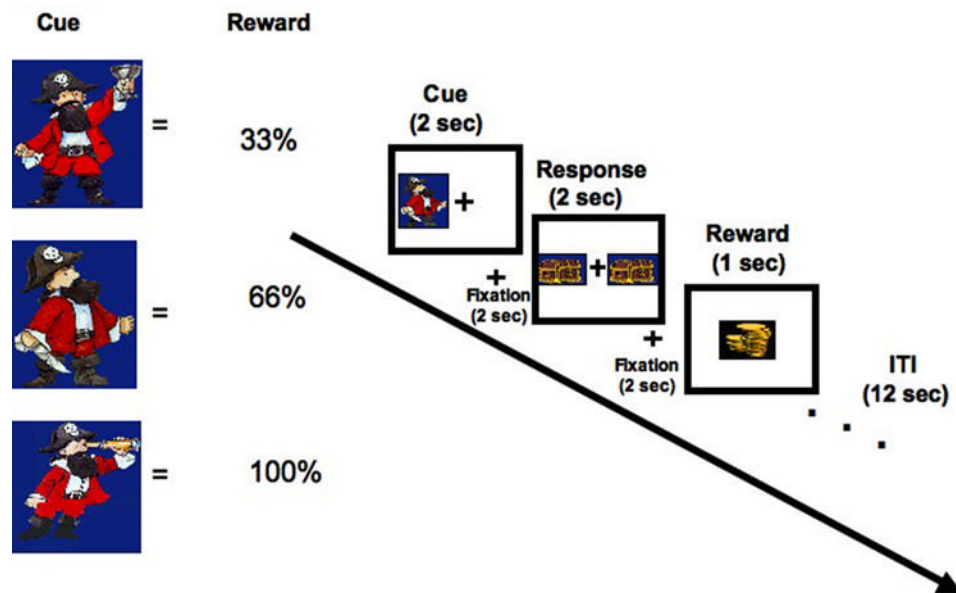 Cue
Reward
=
33%
=
66%
=
100%
Cue
(2 sec)
+
+
Fixation
(2 sec)
Response
(2 sec)
+
+
Fixation
(2 sec)
Reward
(1 sec)
ITI
(12 sec)